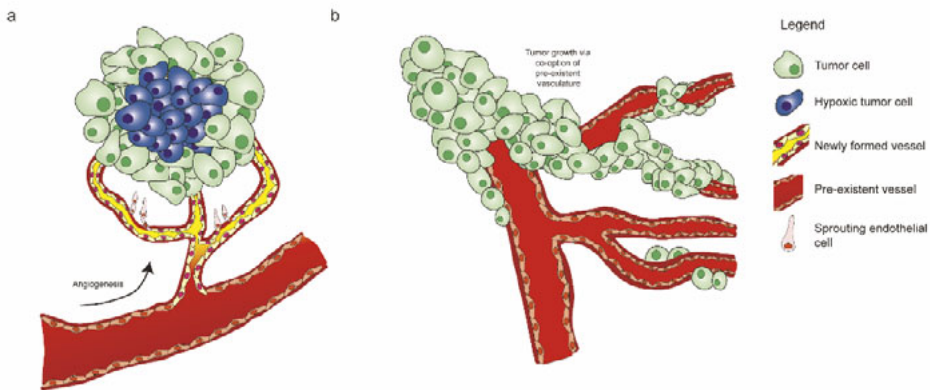 a
b
Tumor growth via
co-option of
pre-existent
vasculature
Angiogenesis
Legend
Tumor cell
Hypoxic tumor cell
Newly formed vessel
Pre-existent vessel
Sprouting endothelial
cell